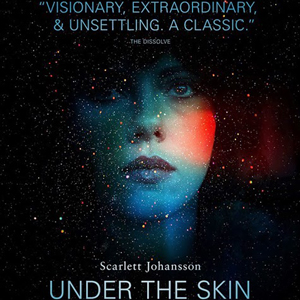 "VISIONARY, EXTRAORDINARY,
& UNSETTLING. A CLASSIC."
THE DISSOLVE
Scarlett Johansson
UNDER THE SKIN